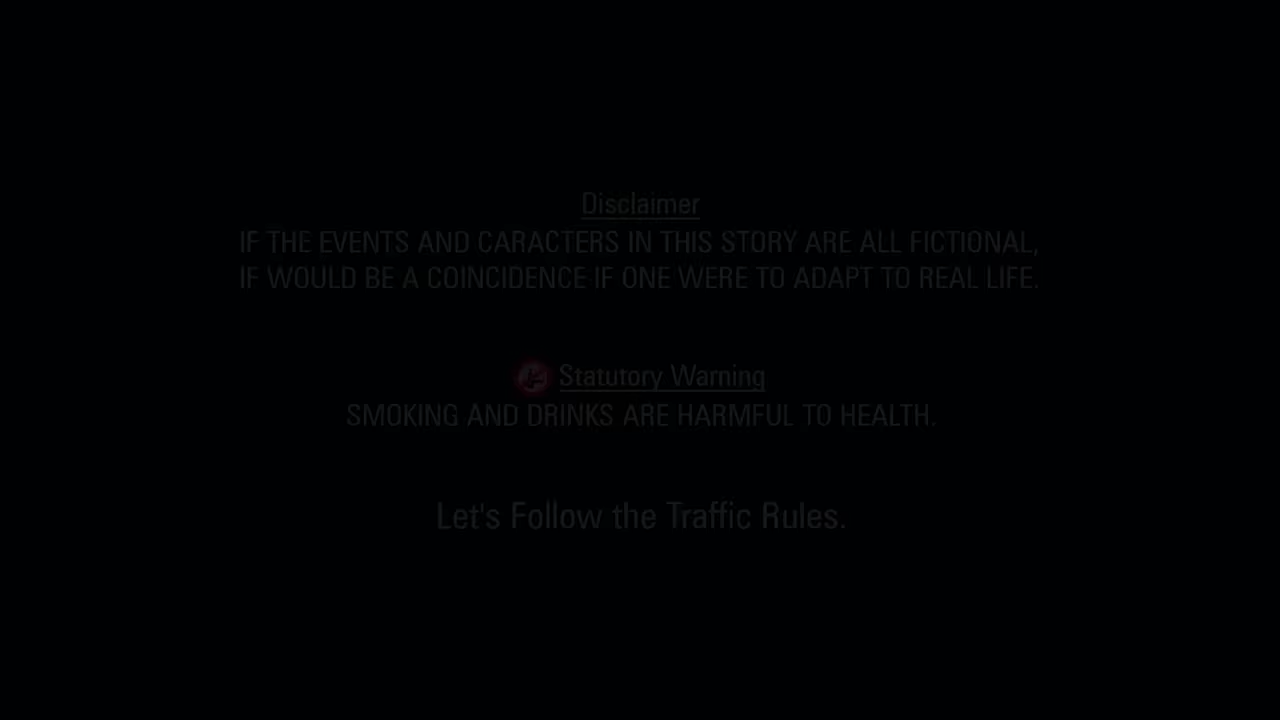 Disclaimer
IF THE EVENTS AND CARACTERS IN THIS STORY ARE ALL FICTIONAL,
IF WOULD BE A COINCIDENCE IF ONE WERE TO ADAPT TO REAL LIFE.
Statutory Warning
SMOKING AND DRINKS ARE HARMFUL TO HEALTH.
Let's Follow the Traffic Rules.